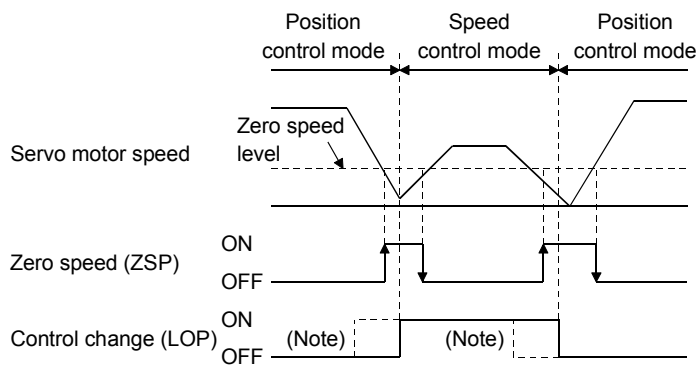 Position
control mode
Speed
control mode
Position
control mode
Servo motor speed
Zero speed
level
Zero speed (ZSP)
ON
OFF
Control change (LOP)
ON
OFF
(Note)
(Note)